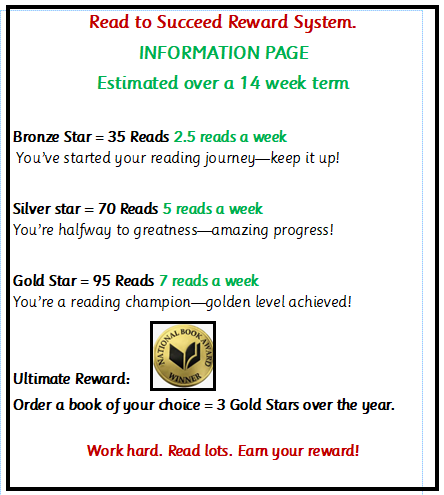 Read to Succeed Reward System.
INFORMATION PAGE
Estimated over a 14 week term
Bronze Star = 35 Reads 2.5 reads a week
You’ve started your reading journey—keep it up!
Silver star = 70 Reads 5 reads a week
You’re halfway to greatness—amazing progress!
Gold Star = 95 Reads 7 reads a week
You’re a reading champion—golden level achieved!
NATIONAL BOOK AWARD
WINNER
Ultimate Reward:
Order a book of your choice = 3 Gold Stars over the year.
Work hard. Read lots. Earn your reward!